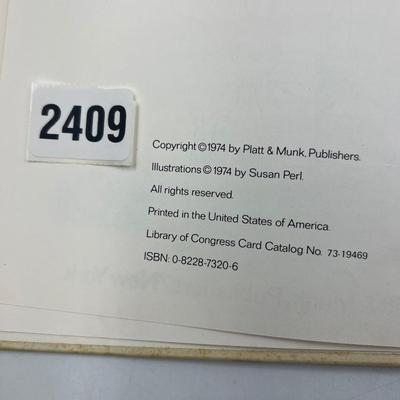 2409
Copyright ©1974 by Platt & Munk, Publishers.
Illustrations ©1974 by Susan Perl.
All rights reserved.
Printed in the United States of America.
Library of Congress Card Catalog No. 73-19469
ISBN: 0-8228-7320-6